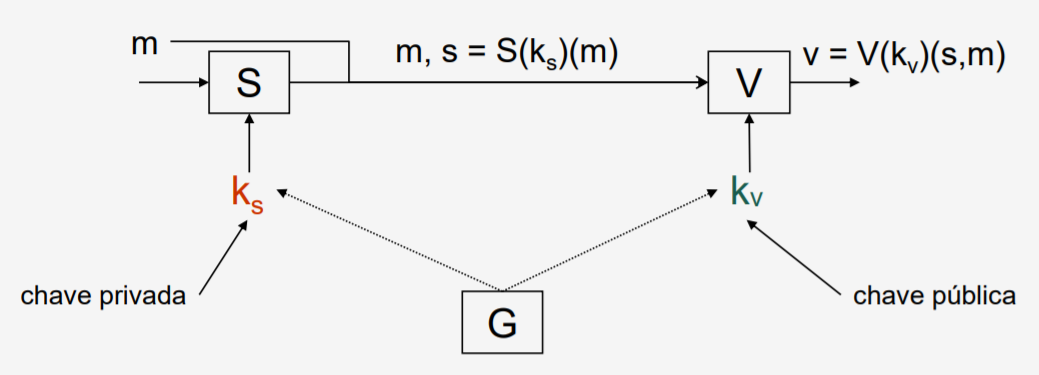 m
m, s = S(kₛ)(m)
v = V(kᵥ)(s,m)
S
V
kₛ
kᵥ
chave privada
chave pública
G